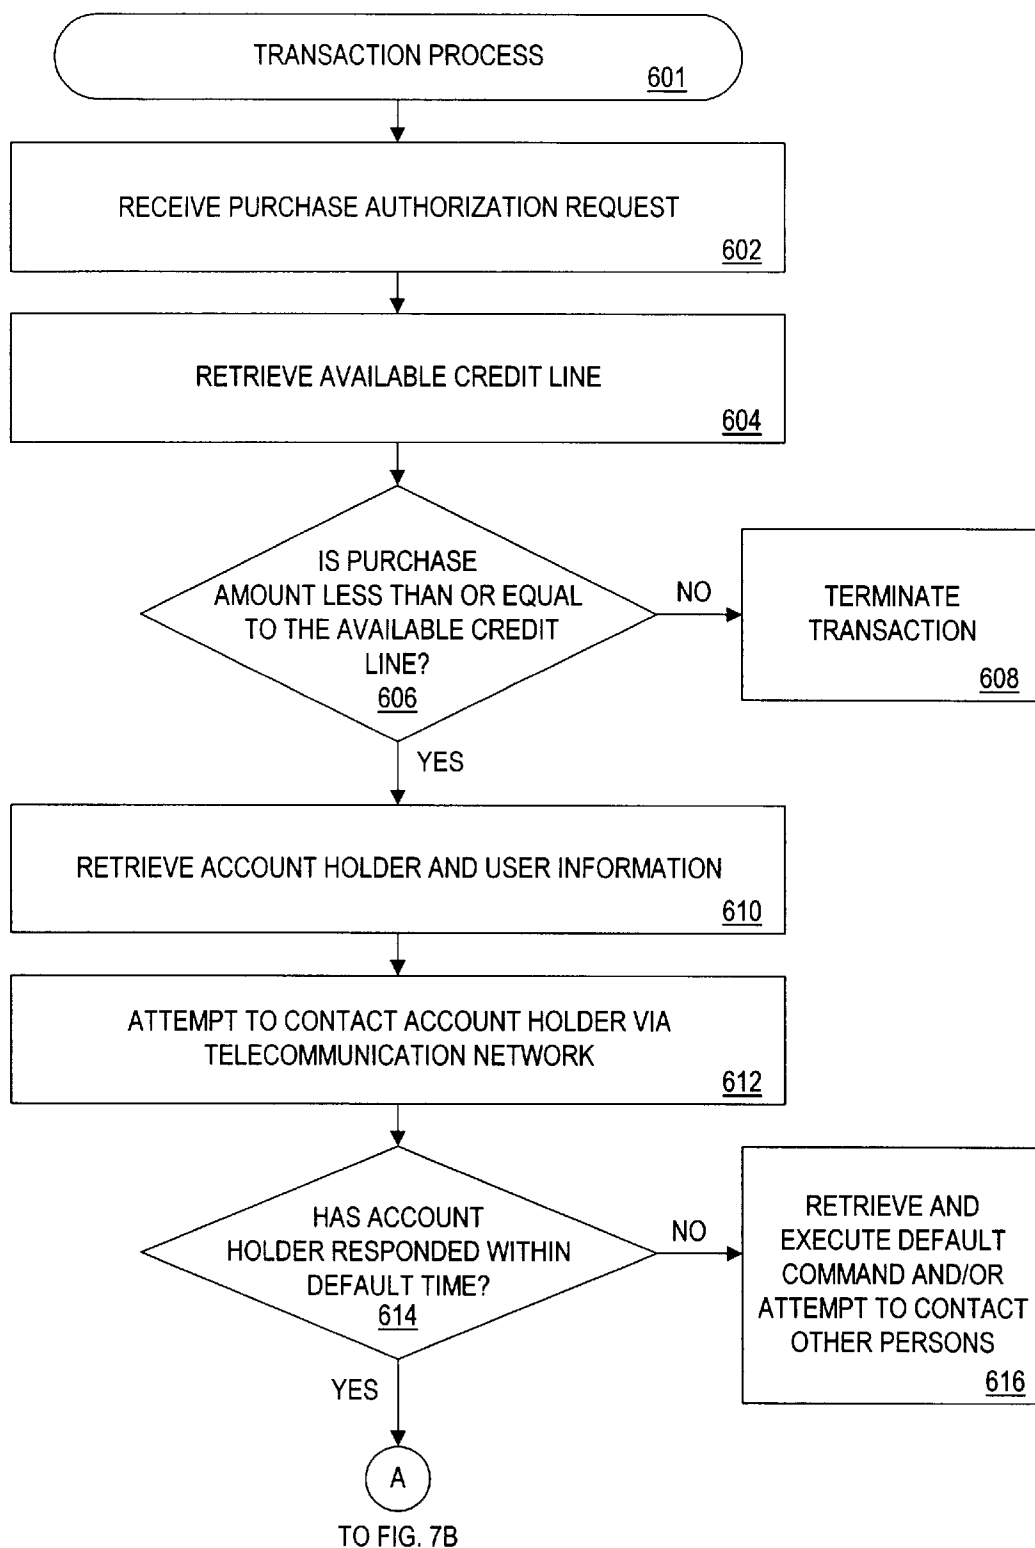 TRANSACTION PROCESS
601
RECEIVE PURCHASE AUTHORIZATION REQUEST
602
RETRIEVE AVAILABLE CREDIT LINE
604
IS PURCHASE
AMOUNT LESS THAN OR EQUAL
TO THE AVAILABLE CREDIT
LINE?
606
NO
TERMINATE
TRANSACTION
608
YES
RETRIEVE ACCOUNT HOLDER AND USER INFORMATION
610
ATTEMPT TO CONTACT ACCOUNT HOLDER VIA
TELECOMMUNICATION NETWORK
612
HAS ACCOUNT
HOLDER RESPONDED WITHIN
DEFAULT TIME?
614
NO
RETRIEVE AND
EXECUTE DEFAULT
COMMAND AND/OR
ATTEMPT TO CONTACT
OTHER PERSONS
616
YES
A
TO FIG. 7B